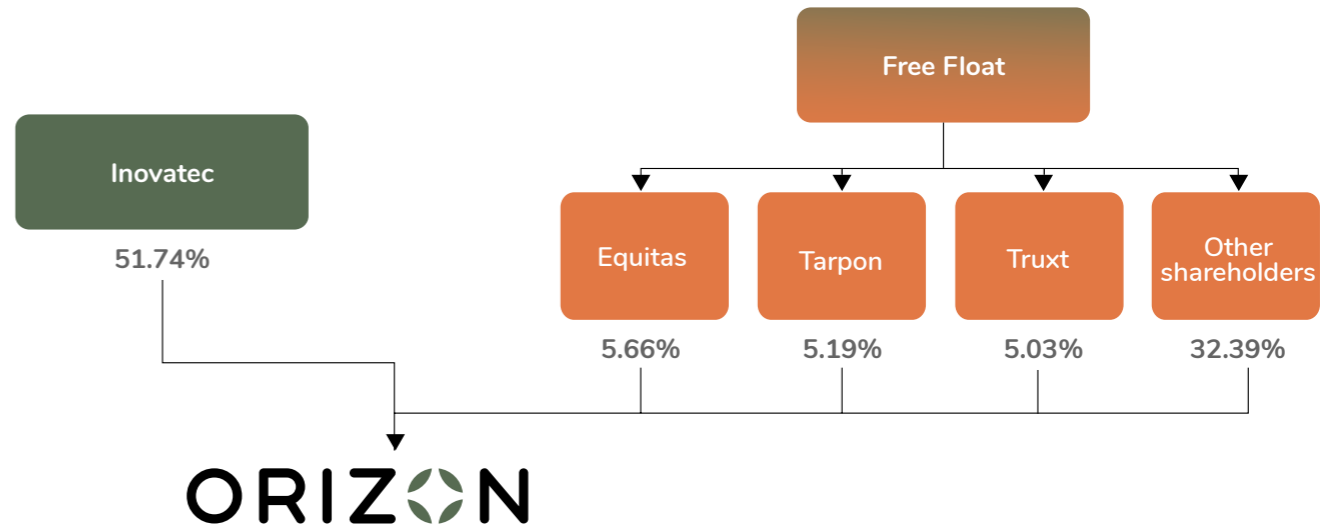 Free Float
Inovatec
51.74%
Equitas
Tarpon
Truxt
Other
shareholders
5.66%
5.19%
5.03%
32.39%
ORIZON